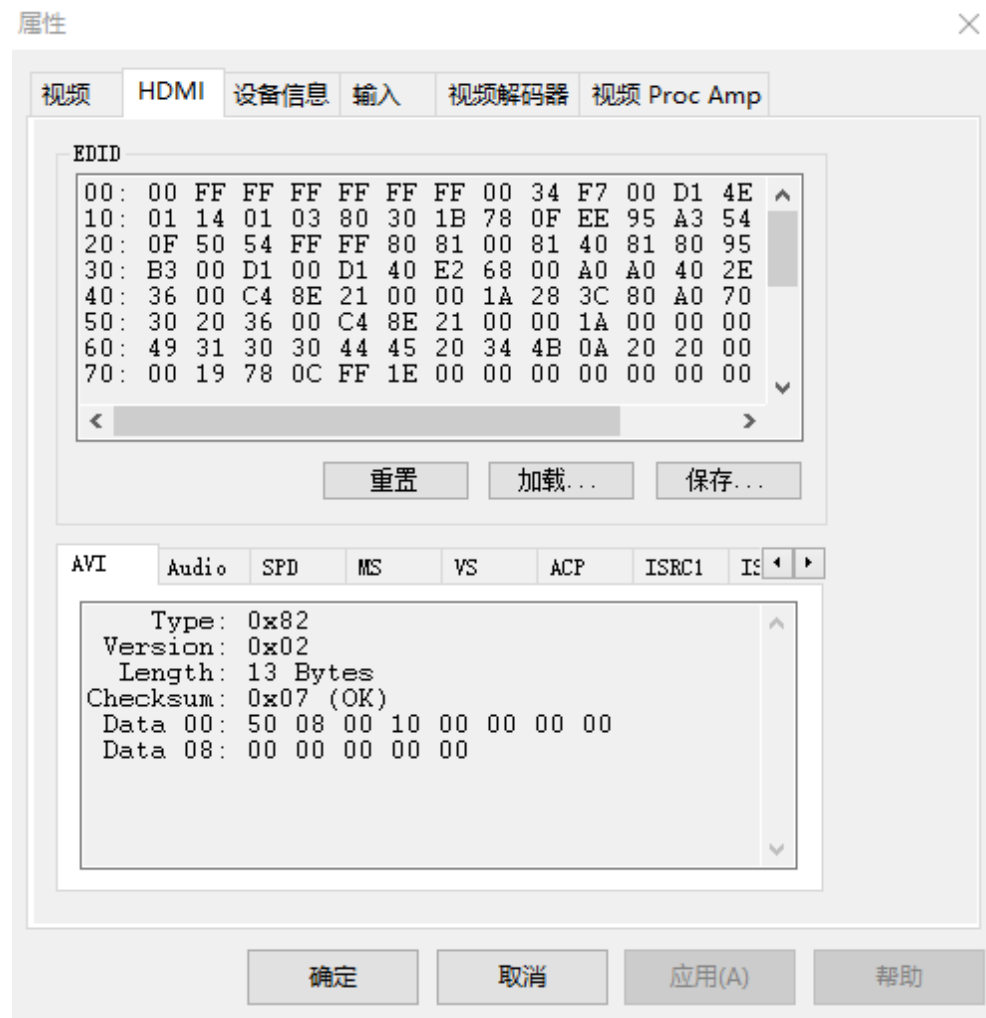 属性
视频 HDMI 设备信息 输入 视频解码器 视频 Proc Amp
EDID
00: 00 FF FF FF FF FF FF 00 34 F7 00 D1 4E
10: 01 14 01 03 80 30 1B 78 0F EE 95 A3 54
20: 0F 50 54 FF FF 80 81 00 81 40 81 80 95
30: B3 00 D1 00 D1 40 E2 68 00 A0 A0 40 2E
40: 36 00 C4 8E 21 00 00 1A 28 3C 80 A0 70
50: 30 20 36 00 C4 8E 21 00 00 1A 00 00 00
60: 49 31 30 30 44 45 20 34 4B 0A 20 20 00
70: 00 19 78 0C FF 1E 00 00 00 00 00 00 00
重置 加载... 保存...
AVI Audio SPD MS VS ACP ISRC1 IS
Type: 0x82
Version: 0x02
Length: 13 Bytes
Checksum: 0x07 (OK)
Data 00: 50 08 00 10 00 00 00 00
Data 08: 00 00 00 00 00
确定 取消 应用(A) 帮助